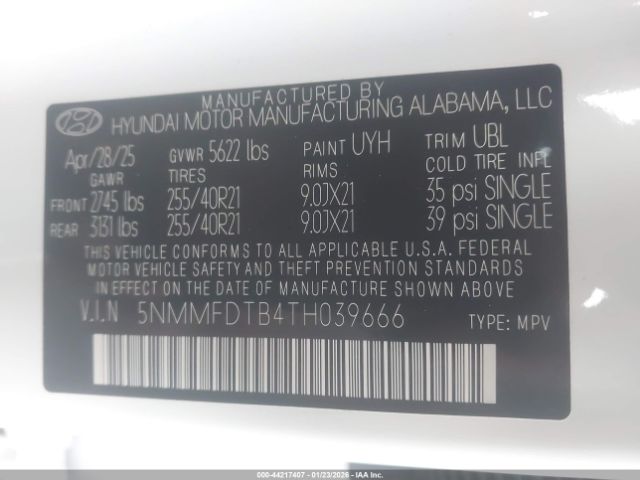 MANUFACTURED BY
HYUNDAI MOTOR MANUFACTURING ALABAMA, LLC
Apr/28/25 GVWR 5622 lbs PAINT UYH TRIM UBL
GAWR TIRES RIMS COLD TIRE INFL
FRONT 2745 lbs 255/40R21 9.0JX21 35 psi SINGLE
REAR 3131 lbs 255/40R21 9.0JX21 39 psi SINGLE
THIS VEHICLE CONFORMS TO ALL APPLICABLE U.S.A. FEDERAL
MOTOR VEHICLE SAFETY AND THEFT PREVENTION STANDARDS
IN EFFECT ON THE DATE OF MANUFACTURE SHOWN ABOVE
V.I.N 5NMMFDTB4TH039666 TYPE: MPV
000-44217407 - 01/23/2026 - IAA Inc.